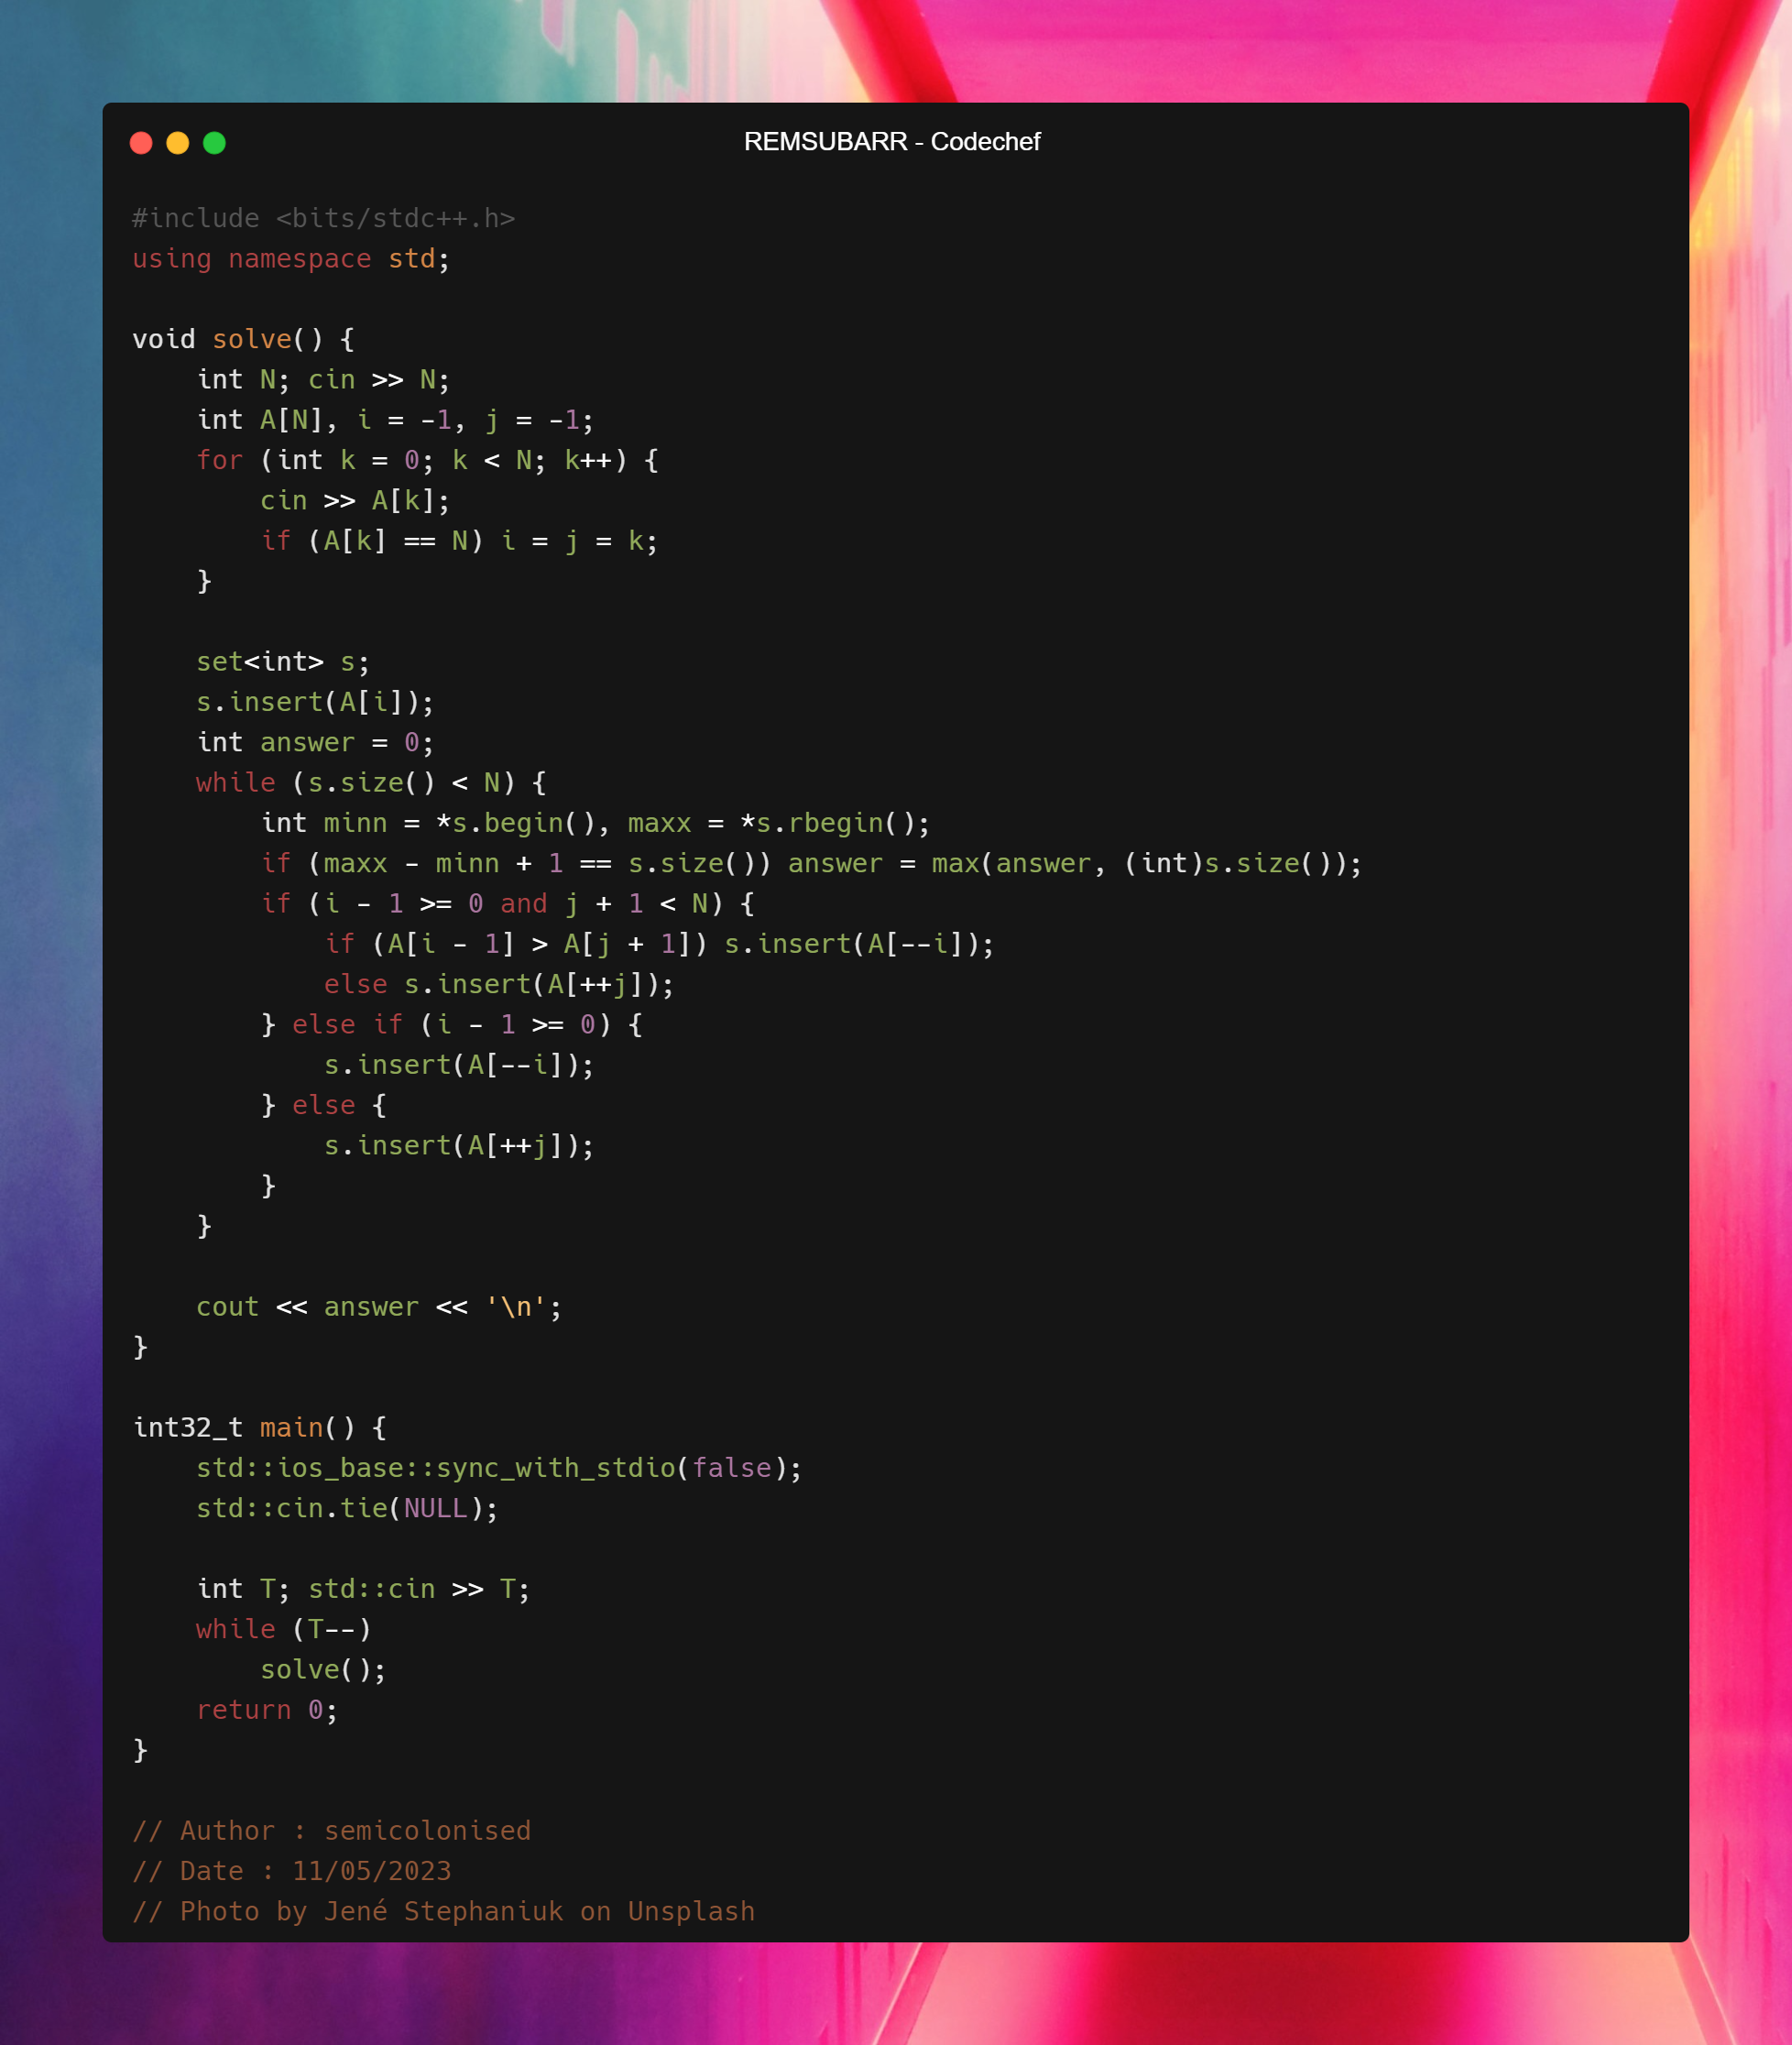 REMSUBARR - Codechef
#include <bits/stdc++.h>
using namespace std;
void solve() {
    int N; cin >> N;
    int A[N], i = -1, j = -1;
    for (int k = 0; k < N; k++) {
        cin >> A[k];
        if (A[k] == N) i = j = k;
    }
    set<int> s;
    s.insert(A[i]);
    int answer = 0;
    while (s.size() < N) {
        int minn = *s.begin(), maxx = *s.rbegin();
        if (maxx - minn + 1 == s.size()) answer = max(answer, (int)s.size());
        if (i - 1 >= 0 and j + 1 < N) {
            if (A[i - 1] > A[j + 1]) s.insert(A[--i]);
            else s.insert(A[++j]);
        } else if (i - 1 >= 0) {
            s.insert(A[--i]);
        } else {
            s.insert(A[++j]);
        }
    }
    cout << answer << '\n';
}
int32_t main() {
    std::ios_base::sync_with_stdio(false);
    std::cin.tie(NULL);
    int T; std::cin >> T;
    while (T--)
        solve();
    return 0;
}
// Author : semicolonised
// Date : 11/05/2023
// Photo by Jené Stephaniuk on Unsplash